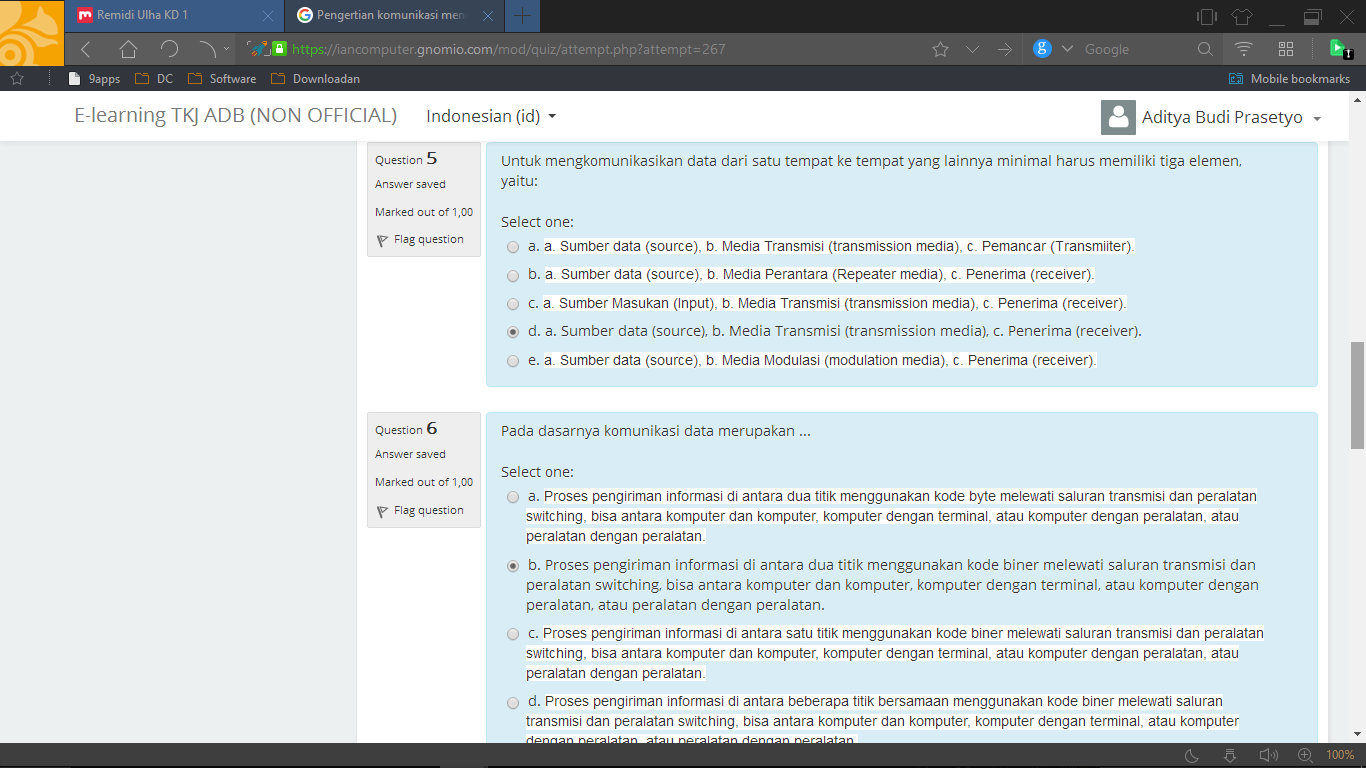 Remidi Ulha KD 1
Pengertian komunikasi men
https://iancomputer.gnomio.com/mod/quiz/attempt.php?attempt=267
Google
9apps
DC
Software
Downloadan
Mobile bookmarks
E-learning TKJ ADB (NON OFFICIAL)
Indonesian (id)
Aditya Budi Prasetyo
Question 5
Answer saved
Marked out of 1,00
Flag question
Untuk mengkomunikasikan data dari satu tempat ke tempat yang lainnya minimal harus memiliki tiga elemen,
yaitu:
Select one:
a. a. Sumber data (source), b. Media Transmisi (transmission media), c. Pemancar (Transmiiter).
b. a. Sumber data (source), b. Media Perantara (Repeater media), c. Penerima (receiver).
c. a. Sumber Masukan (Input), b. Media Transmisi (transmission media), c. Penerima (receiver).
d. a. Sumber data (source), b. Media Transmisi (transmission media), c. Penerima (receiver).
e. a. Sumber data (source), b. Media Modulasi (modulation media), c. Penerima (receiver).
Question 6
Answer saved
Marked out of 1,00
Flag question
Pada dasarnya komunikasi data merupakan ...
Select one:
a. Proses pengiriman informasi di antara dua titik menggunakan kode byte melewati saluran transmisi dan peralatan
switching, bisa antara komputer dan komputer, komputer dengan terminal, atau komputer dengan peralatan, atau
peralatan dengan peralatan.
b. Proses pengiriman informasi di antara dua titik menggunakan kode biner melewati saluran transmisi dan
peralatan switching, bisa antara komputer dan komputer, komputer dengan terminal, atau komputer dengan
peralatan, atau peralatan dengan peralatan.
c. Proses pengiriman informasi di antara satu titik menggunakan kode biner melewati saluran transmisi dan peralatan
switching, bisa antara komputer dan komputer, komputer dengan terminal, atau komputer dengan peralatan, atau
peralatan dengan peralatan.
d. Proses pengiriman informasi di antara beberapa titik bersamaan menggunakan kode biner melewati saluran
transmisi dan peralatan switching, bisa antara komputer dan komputer, komputer dengan terminal, atau komputer
dengan peralatan, atau peralatan dengan peralatan.
100%